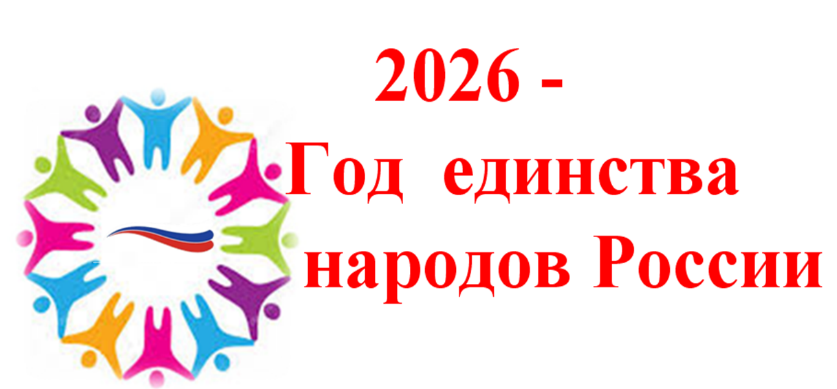 2026 -
Год единства
народов России